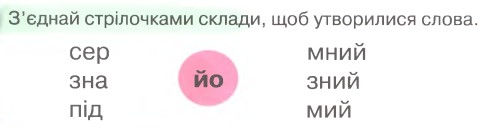 З’єднай стрілочками склади, щоб утворилися слова.
сер мний
зна йо зний
під мий